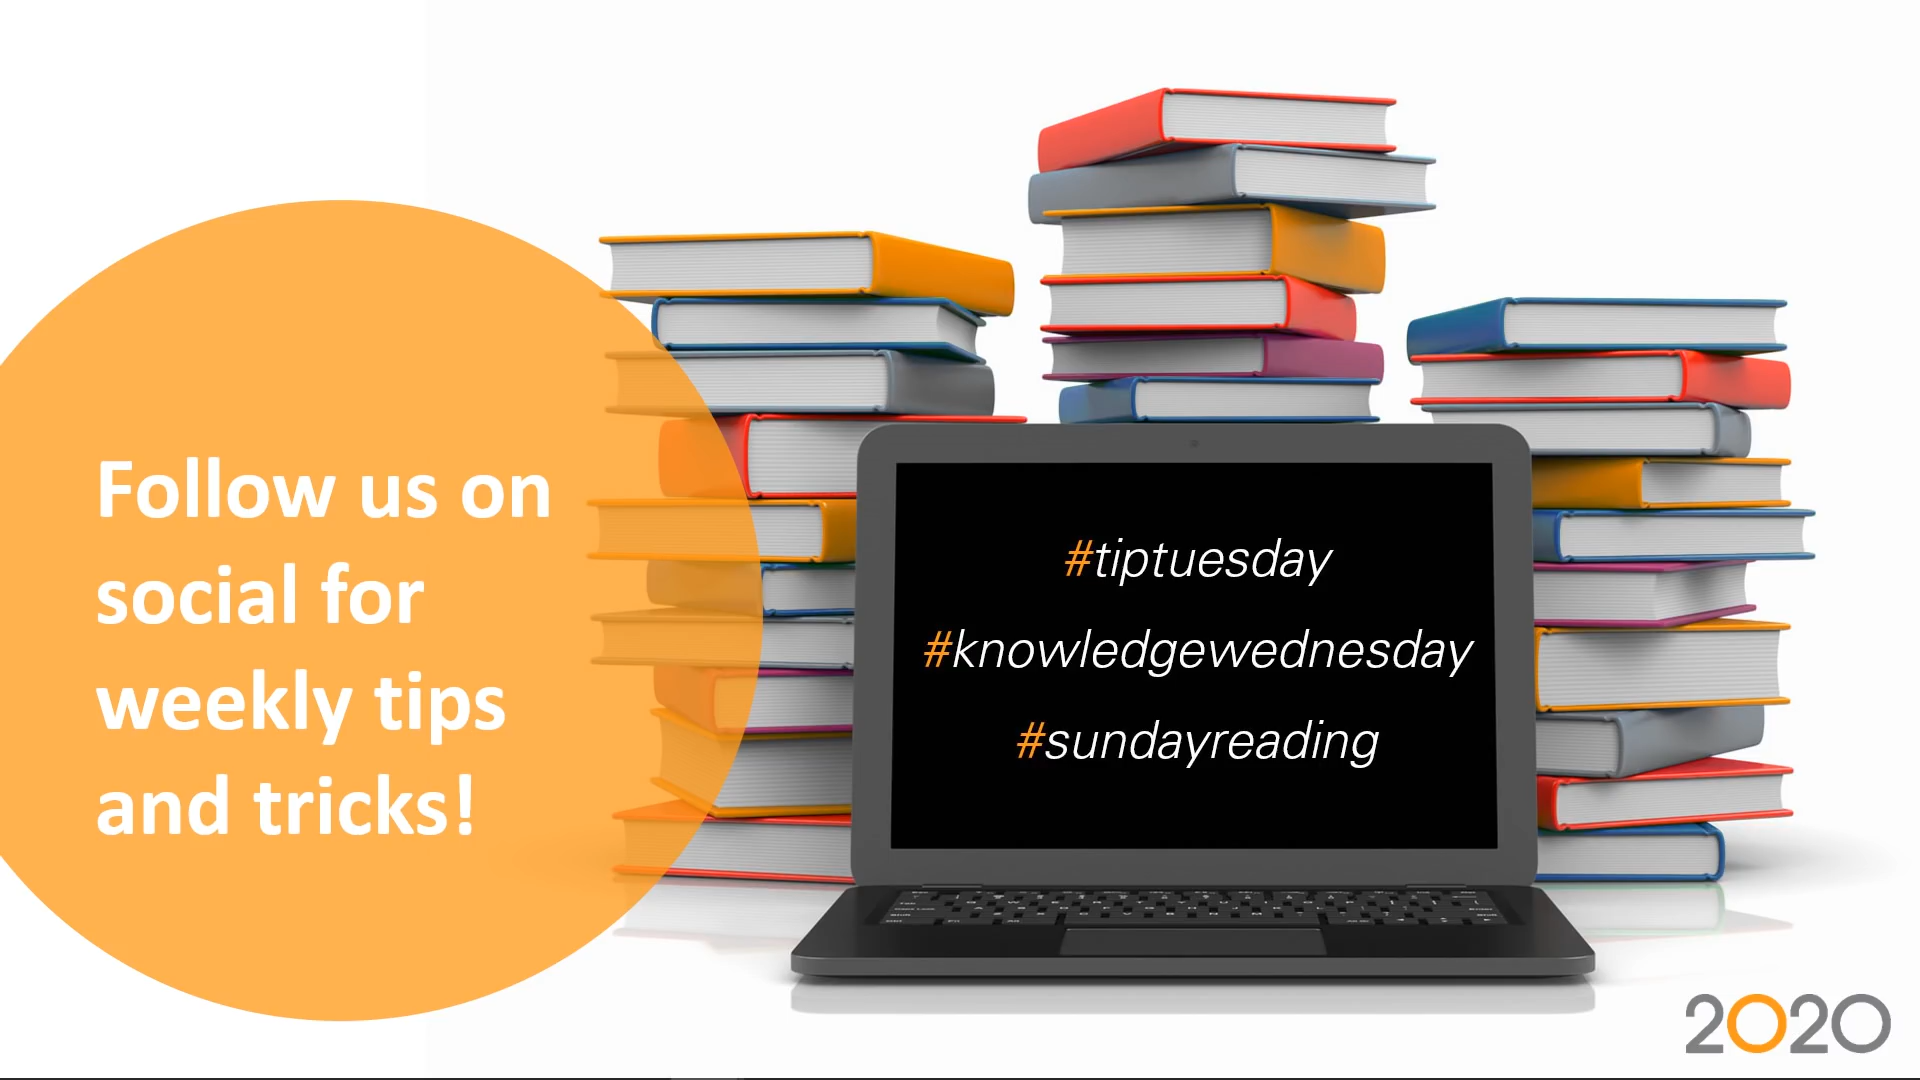 Follow us on
social for
weekly tips
and tricks!
#tiptuesday
#knowledgewednesday
#sundayreading
2020